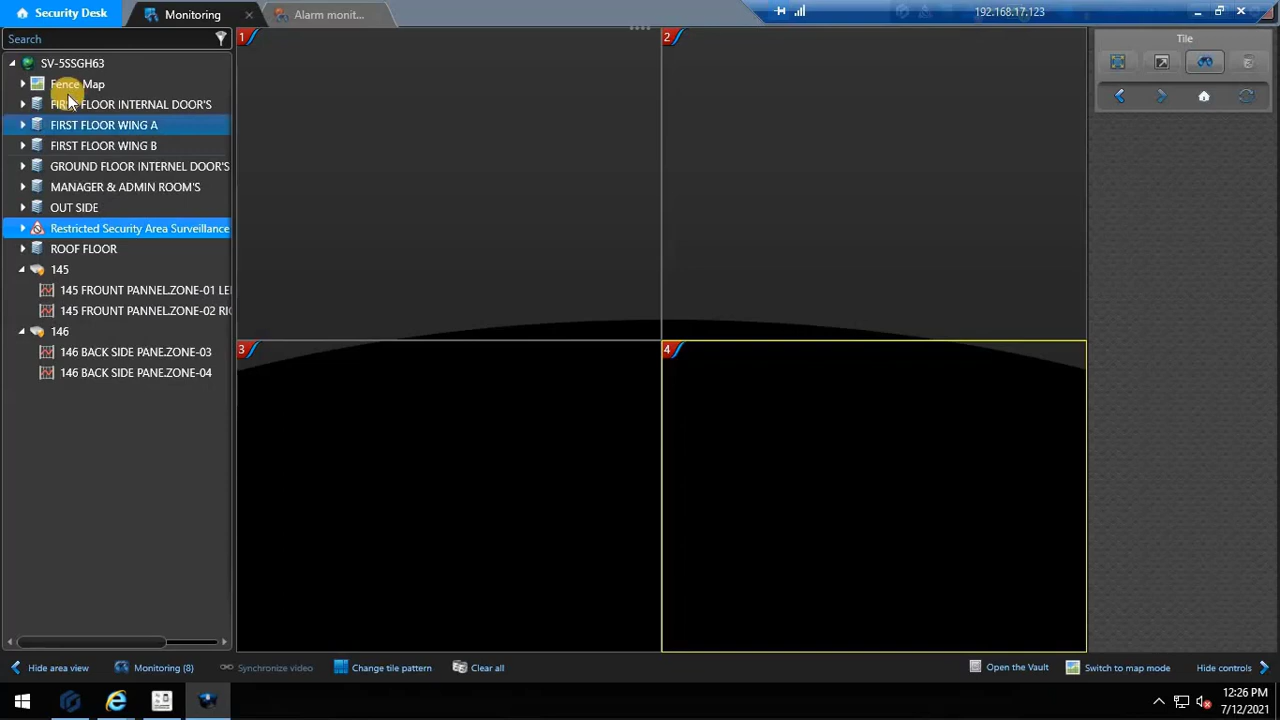 Security Desk
Monitoring
Alarm monit...
192.168.17.123
Search
SV-5SSGH63
Fence Map
FIRST FLOOR INTERNAL DOOR'S
FIRST FLOOR WING A
FIRST FLOOR WING B
GROUND FLOOR INTERNEL DOOR'S
MANAGER & ADMIN ROOM'S
OUT SIDE
Restricted Security Area Surveillance
ROOF FLOOR
145
145 FROUNT PANNEL.ZONE-01 LE
145 FROUNT PANNEL.ZONE-02 RI
146
146 BACK SIDE PANE.ZONE-03
146 BACK SIDE PANE.ZONE-04
1
2
3
4
Tile
Hide area view
Monitoring (8)
Synchronize video
Change tile pattern
Clear all
Open the Vault
Switch to map mode
Hide controls
12:26 PM
7/12/2021